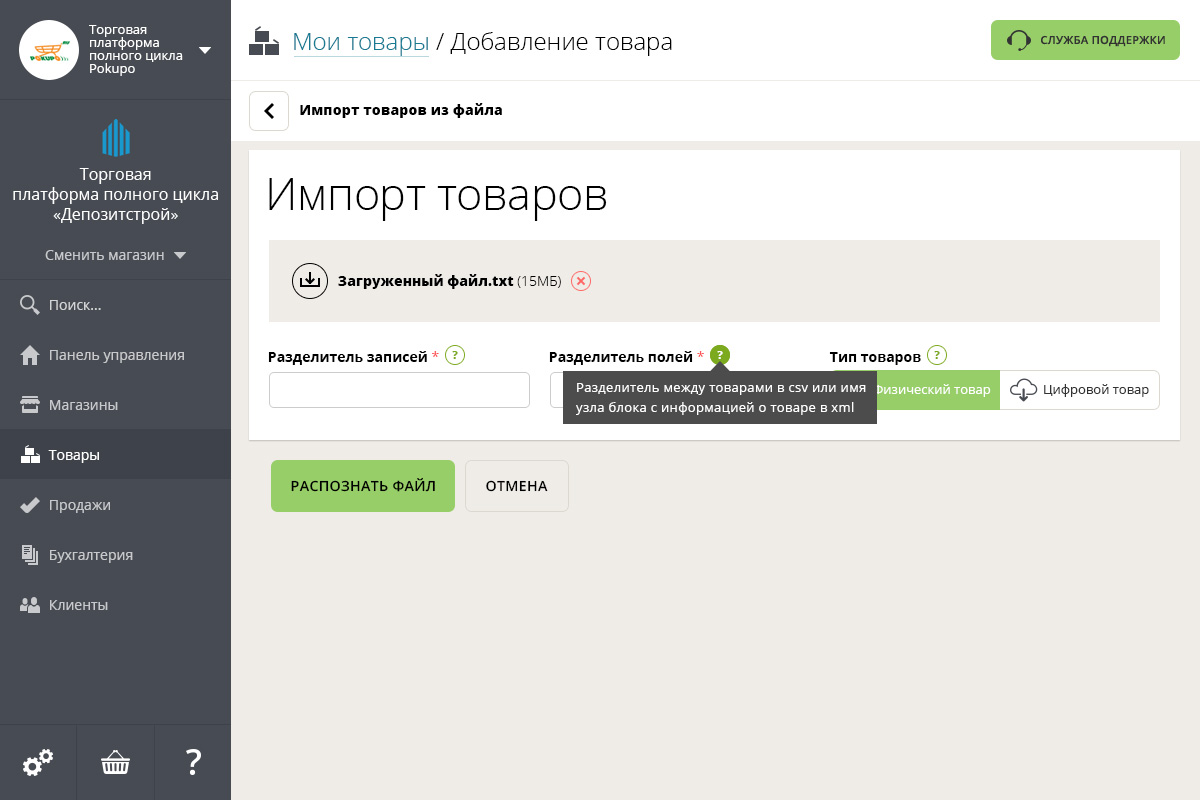 Торговая
платформа
полного цикла
Pokupo
POKUPO
Торговая
платформа полного цикла
«Депозитстрой»
Сменить магазин
Поиск...
Панель управления
Магазины
Товары
Продажи
Бухгалтерия
Клиенты
?
Мои товары / Добавление товара
СЛУЖБА ПОДДЕРЖКИ
Импорт товаров из файла
Импорт товаров
Загруженный файл.txt (15МБ)
Разделитель записей * ?
Разделитель полей * ?
Тип товаров ?
Разделитель между товарами в csv или имя
узла блока с информацией о товаре в xml
Физический товар
Цифровой товар
РАСПОЗНАТЬ ФАЙЛ
ОТМЕНА